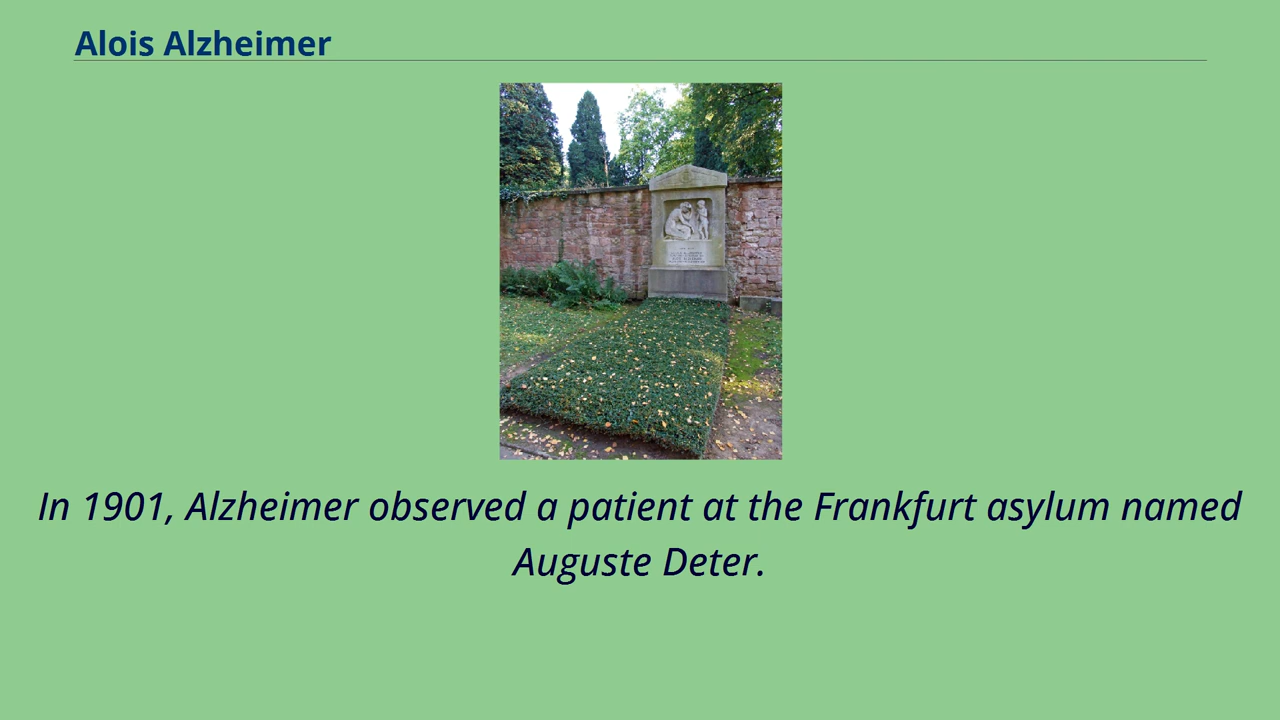 Alois Alzheimer
In 1901, Alzheimer observed a patient at the Frankfurt asylum named
Auguste Deter.